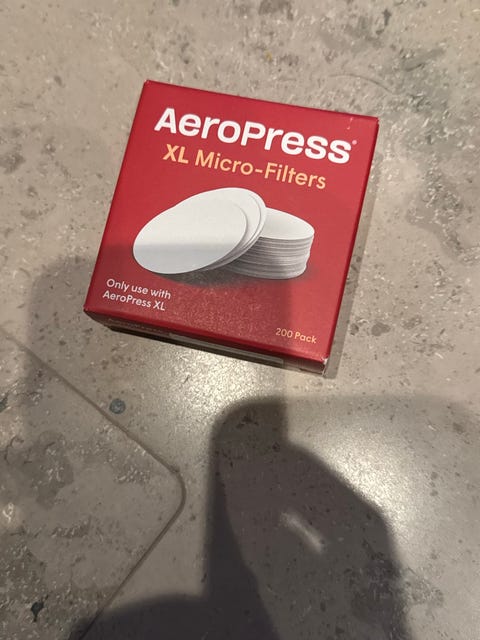 AeroPress®
XL Micro-Filters
Only use with
AeroPress XL
200 Pack